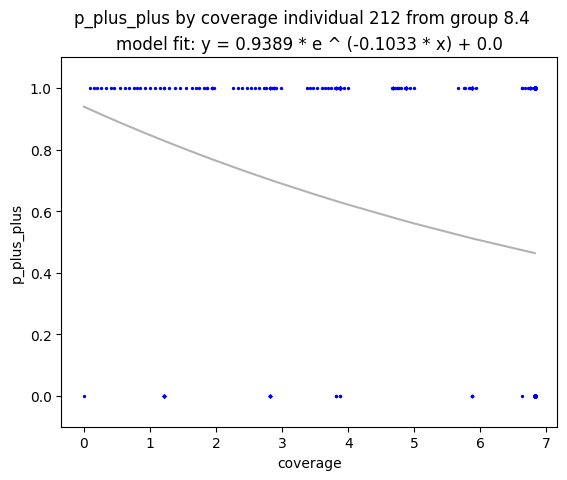 p_plus_plus by coverage individual 212 from group 8.4
model fit: y = 0.9389 * e ^ (-0.1033 * x) + 0.0
p_plus_plus
1.0
0.8
0.6
0.4
0.2
0.0
0 1 2 3 4 5 6 7
coverage